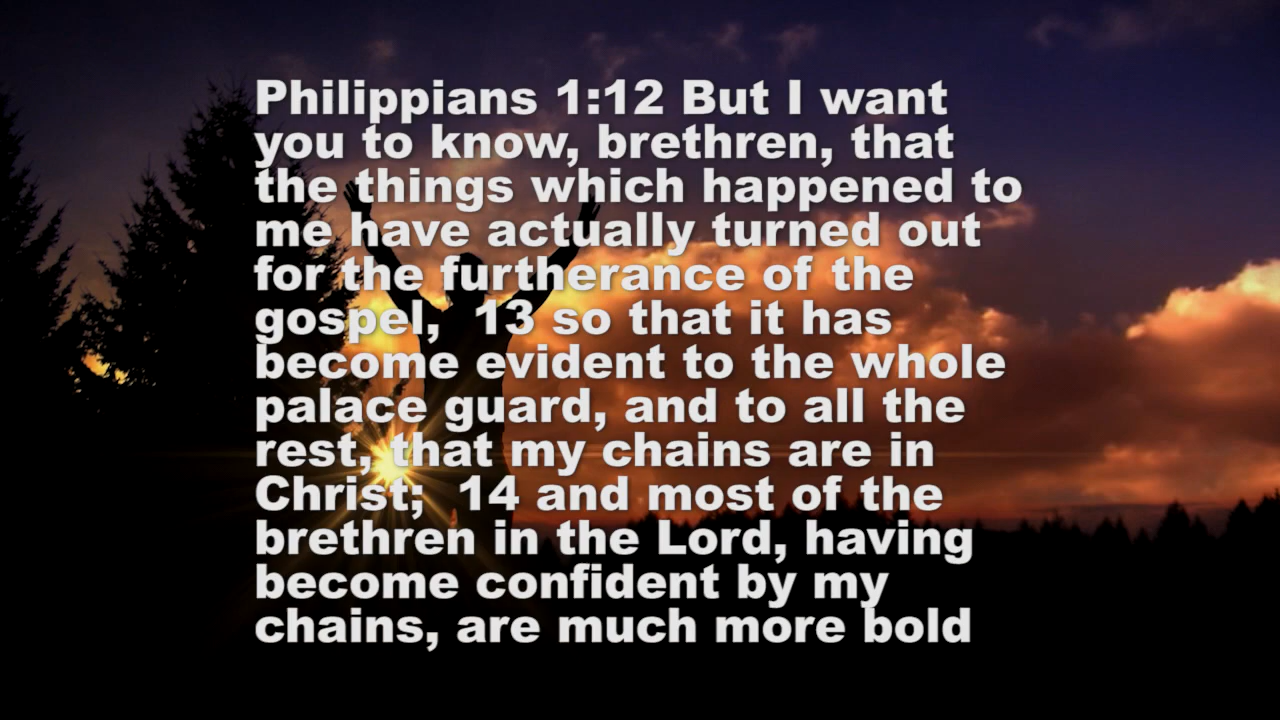 Philippians 1:12 But I want
you to know, brethren, that
the things which happened to
me have actually turned out
for the furtherance of the
gospel,  13 so that it has
become evident to the whole
palace guard, and to all the
rest, that my chains are in
Christ;  14 and most of the
brethren in the Lord, having
become confident by my
chains, are much more bold